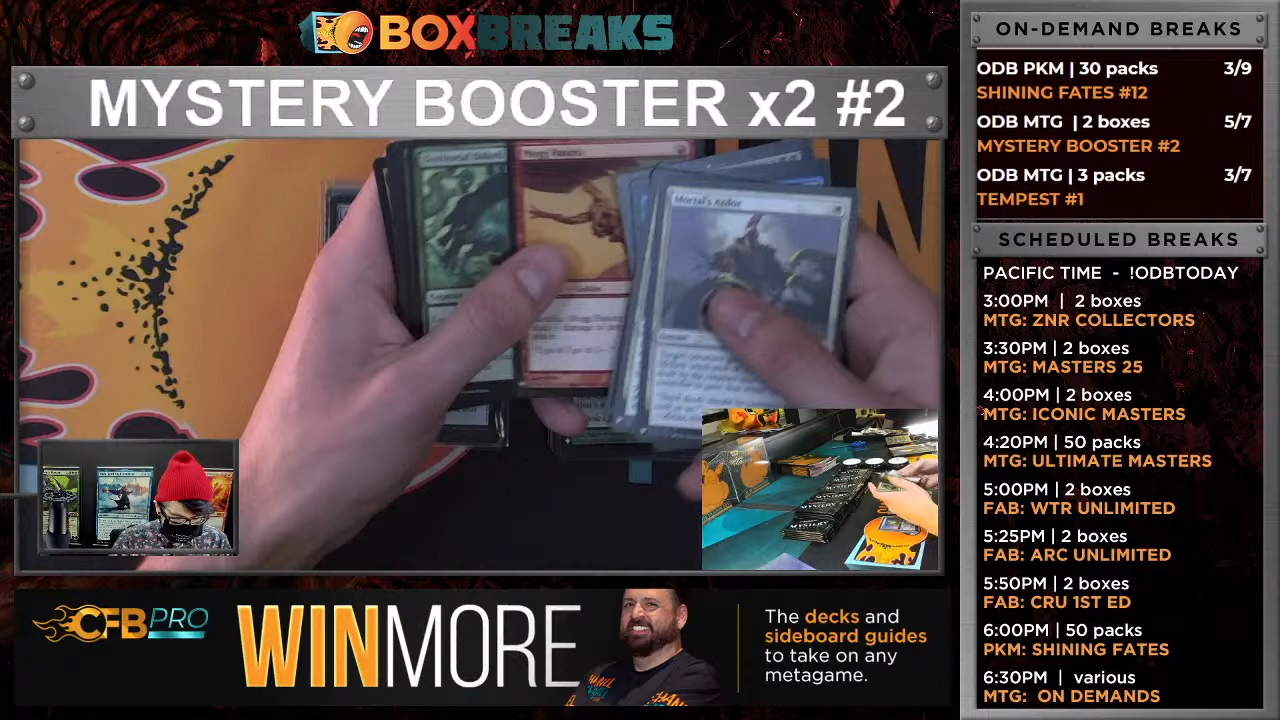 BOXBREAKS
MYSTERY BOOSTER x2 #2
Mortal's Ardor
CFBPRO
WINMORE
The decks and
sideboard guides
to take on any
metagame.
ON-DEMAND BREAKS
ODB PKM | 30 packs 3/9
SHINING FATES #12
ODB MTG | 2 boxes 5/7
MYSTERY BOOSTER #2
ODB MTG | 3 packs 3/7
TEMPEST #1
SCHEDULED BREAKS
PACIFIC TIME - !ODBTODAY
3:00PM | 2 boxes
MTG: ZNR COLLECTORS
3:30PM | 2 boxes
MTG: MASTERS 25
4:00PM | 2 boxes
MTG: ICONIC MASTERS
4:20PM | 50 packs
MTG: ULTIMATE MASTERS
5:00PM | 2 boxes
FAB: WTR UNLIMITED
5:25PM | 2 boxes
FAB: ARC UNLIMITED
5:50PM | 2 boxes
FAB: CRU 1ST ED
6:00PM | 50 packs
PKM: SHINING FATES
6:30PM | various
MTG: ON DEMANDS